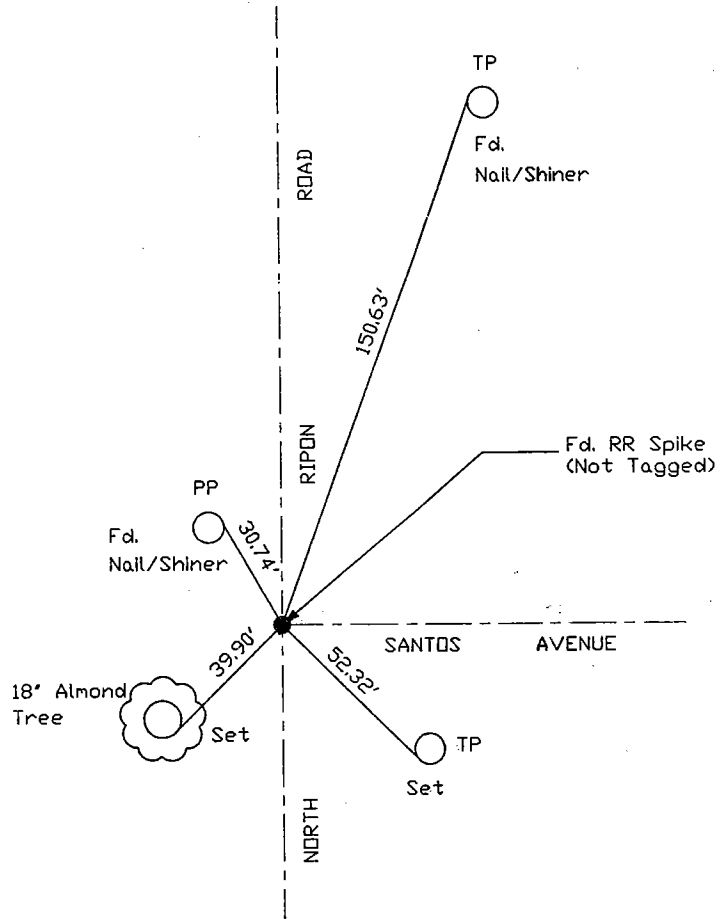 TP
Fd.
Nail/Shiner
ROAD
150.63'
RIPON
Fd. RR Spike
(Not Tagged)
PP
Fd.
Nail/Shiner
30.74'
SANTOS AVENUE
39.90'
52.32'
18" Almond
Tree
Set
TP
Set
NORTH